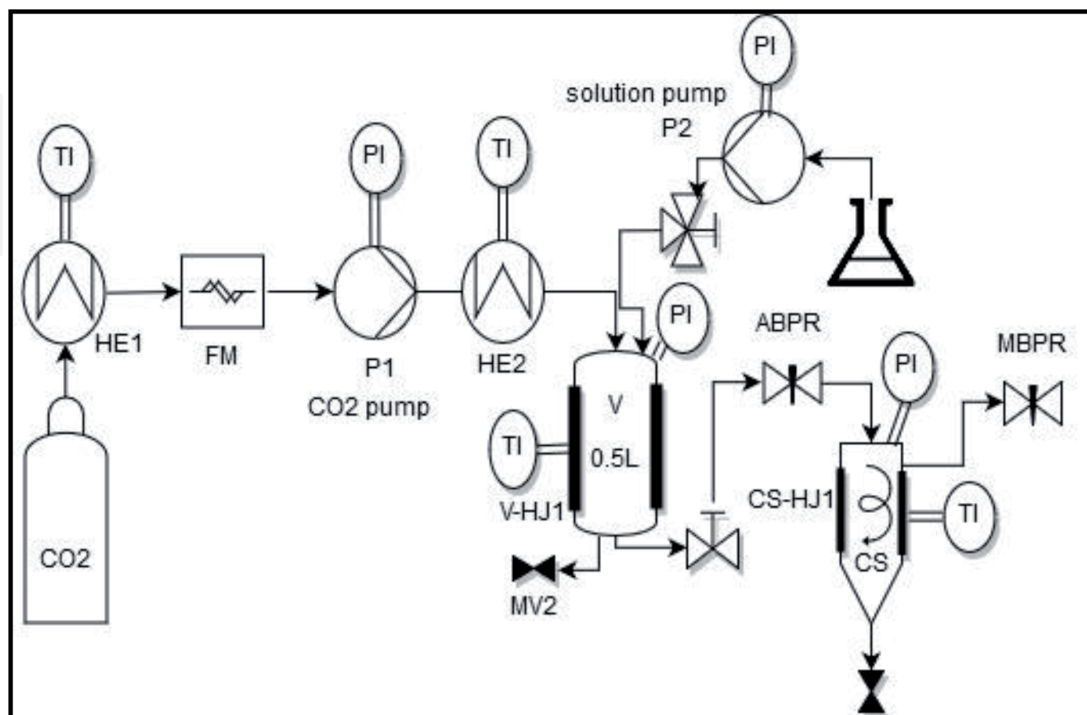 PI
solution pump
P2
TI
PI
TI
HE1
FM
P1
CO2 pump
HE2
PI
ABPR
PI
MBPR
V
0.5L
TI
V-HJ1
CS-HJ1
TI
CS
CO2
MV2